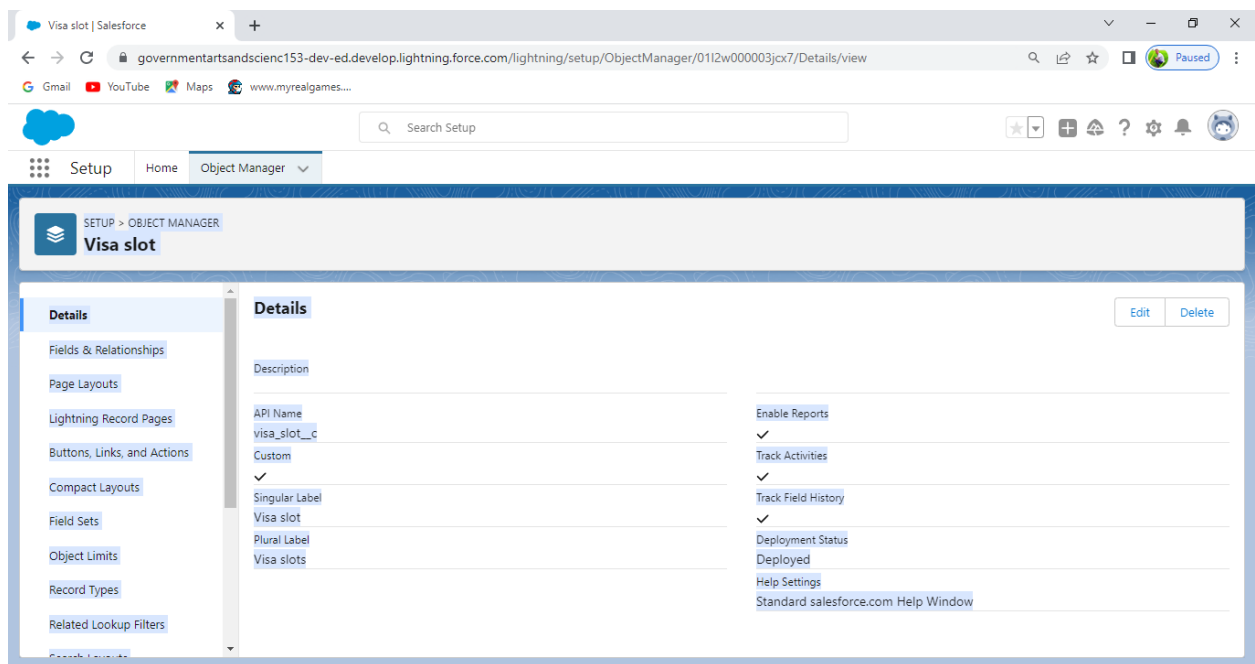 Visa slot | Salesforce
governmentartsandscienc153-dev-ed.develop.lightning.force.com/lightning/setup/ObjectManager/01I2w000003jcx7/Details/view
Paused
Gmail YouTube Maps www.myrealgames....
Search Setup
Setup Home Object Manager
SETUP > OBJECT MANAGER
Visa slot
Details
Fields & Relationships
Page Layouts
Lightning Record Pages
Buttons, Links, and Actions
Compact Layouts
Field Sets
Object Limits
Record Types
Related Lookup Filters
Search Layouts
Details
Edit Delete
Description
API Name
visa_slot__c
Custom
Singular Label
Visa slot
Plural Label
Visa slots
Enable Reports
Track Activities
Track Field History
Deployment Status
Deployed
Help Settings
Standard salesforce.com Help Window